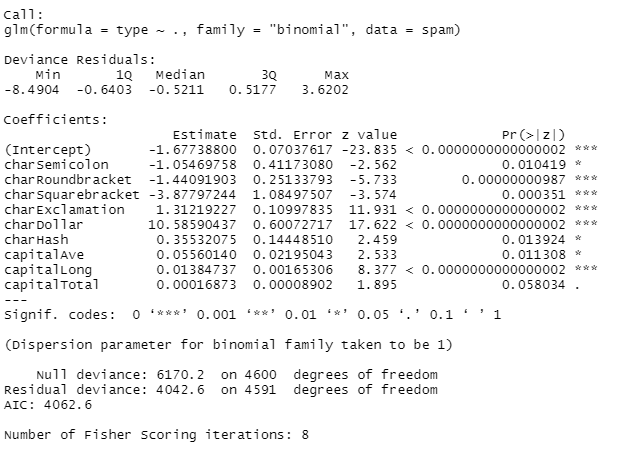 Call:
glm(formula = type ~ ., family = "binomial", data = spam)
Deviance Residuals:
Min 1Q Median 3Q Max
-8.4904 -0.6403 -0.5211 0.5177 3.6202
Coefficients:
Estimate Std. Error z value Pr(>|z|)
(Intercept) -1.67738800 0.07037617 -23.835 < 0.0000000000000002 ***
charSemicolon -1.05469758 0.41173080 -2.562 0.010419 *
charRoundbracket -1.44091903 0.25133793 -5.733 0.00000000987 ***
charSquarebracket -3.87797244 1.08497507 -3.574 0.000351 ***
charExclamation 1.31219227 0.10998335 11.931 < 0.0000000000000002 ***
charDollar 10.58590437 0.60072717 17.622 < 0.0000000000000002 ***
charHash 0.35532075 0.14448510 2.459 0.013924 *
capitalAve 0.05560140 0.02195043 2.533 0.011308 *
capitalLong 0.01384737 0.00165306 8.377 < 0.0000000000000002 ***
capitalTotal 0.00016873 0.00008902 1.895 0.058034 .
---
Signif. codes: 0 ‘***’ 0.001 ‘**’ 0.01 ‘*’ 0.05 ‘.’ 0.1 ‘ ’ 1
(Dispersion parameter for binomial family taken to be 1)
Null deviance: 6170.2 on 4600 degrees of freedom
Residual deviance: 4042.6 on 4591 degrees of freedom
AIC: 4062.6
Number of Fisher Scoring iterations: 8